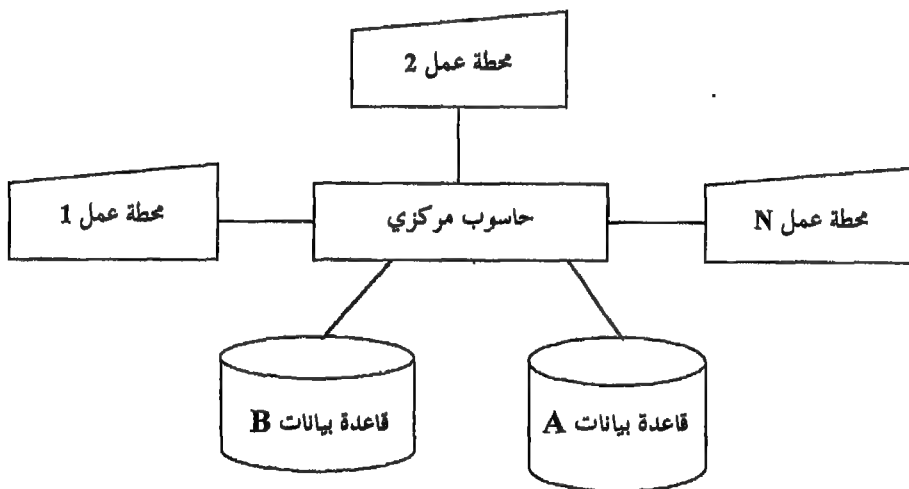 محطة عمل 2
محطة عمل 1
حاسوب مركزي
محطة عمل N
قاعدة بيانات B
قاعدة بيانات A